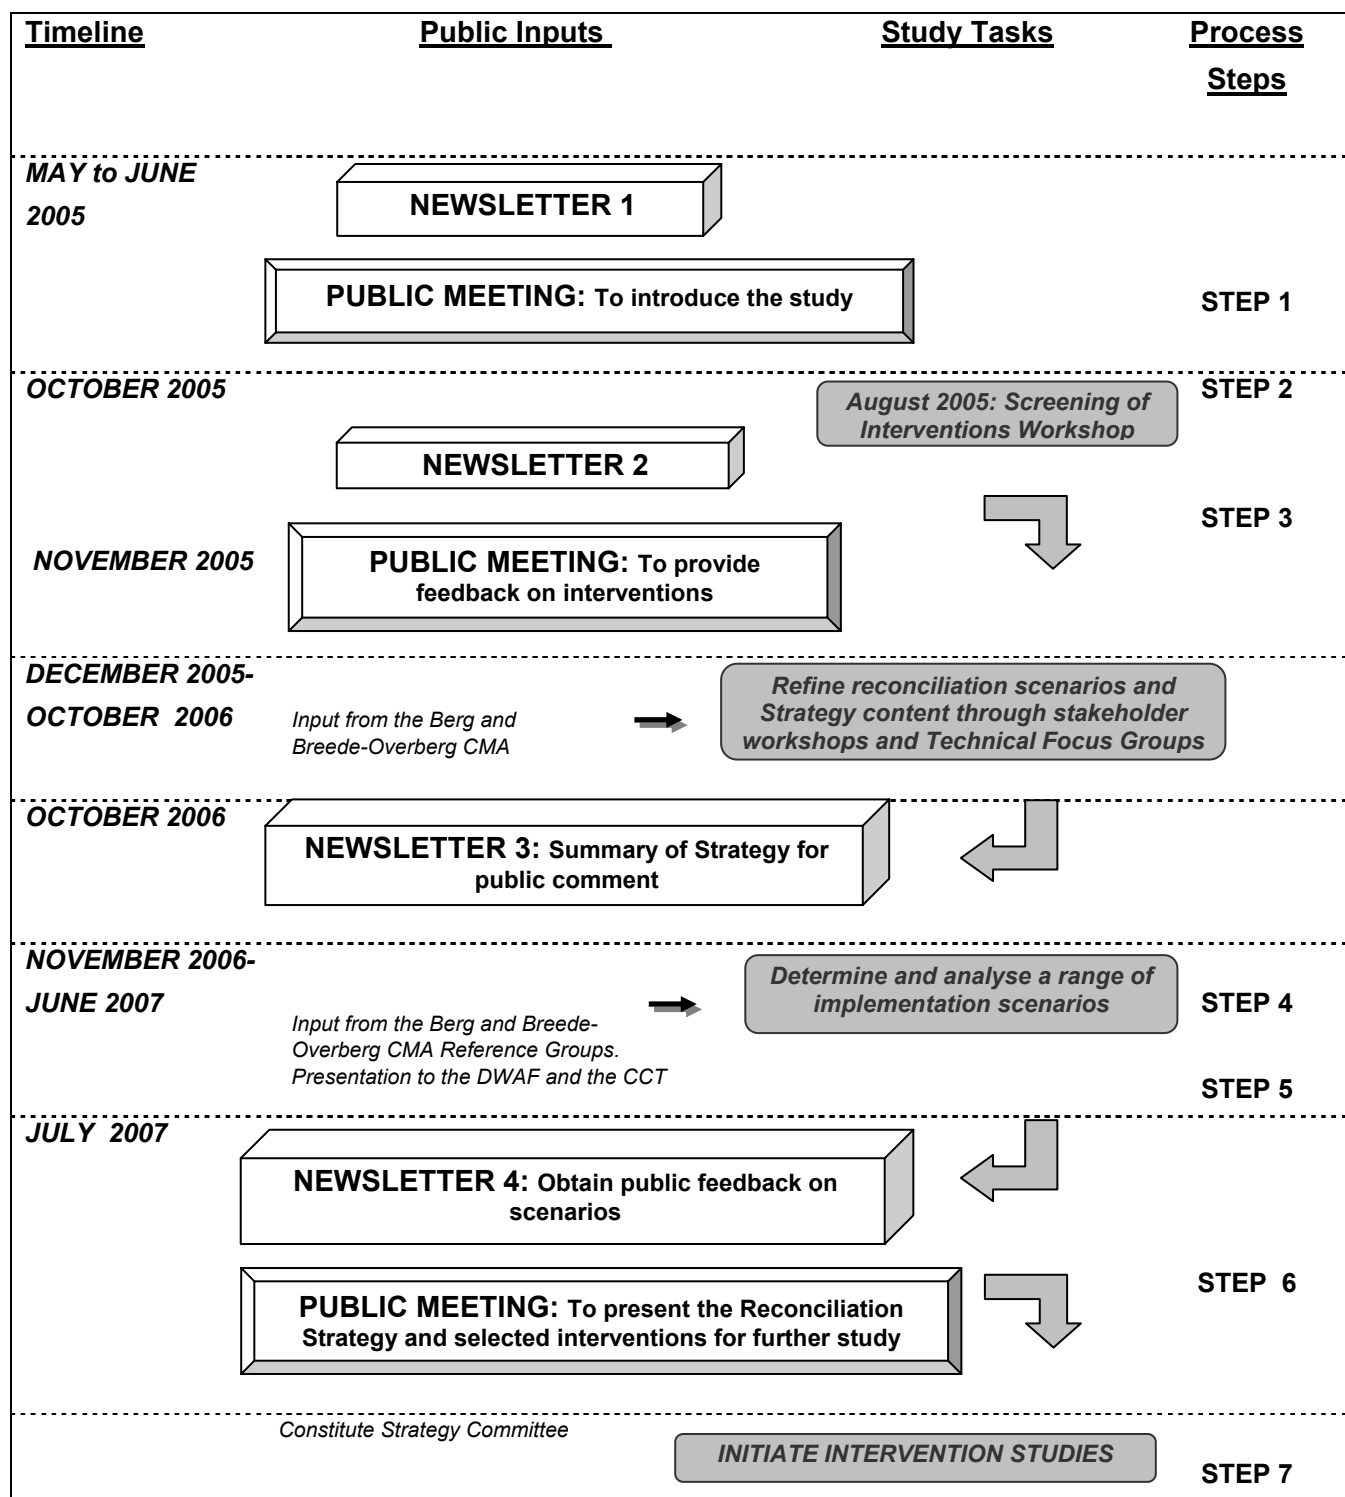 Timeline Public Inputs Study Tasks Process
Steps
MAY to JUNE
2005
NEWSLETTER 1
PUBLIC MEETING: To introduce the study
STEP 1
OCTOBER 2005
August 2005: Screening of
Interventions Workshop
STEP 2
NEWSLETTER 2
STEP 3
NOVEMBER 2005
PUBLIC MEETING: To provide
feedback on interventions
DECEMBER 2005-
OCTOBER 2006
Input from the Berg and
Breede-Overberg CMA
Refine reconciliation scenarios and
Strategy content through stakeholder
workshops and Technical Focus Groups
OCTOBER 2006
NEWSLETTER 3: Summary of Strategy for
public comment
NOVEMBER 2006-
JUNE 2007
Input from the Berg and Breede-
Overberg CMA Reference Groups.
Presentation to the DWAF and the CCT
Determine and analyse a range of
implementation scenarios
STEP 4
STEP 5
JULY 2007
NEWSLETTER 4: Obtain public feedback on
scenarios
PUBLIC MEETING: To present the Reconciliation
Strategy and selected interventions for further study
STEP 6
Constitute Strategy Committee
INITIATE INTERVENTION STUDIES
STEP 7